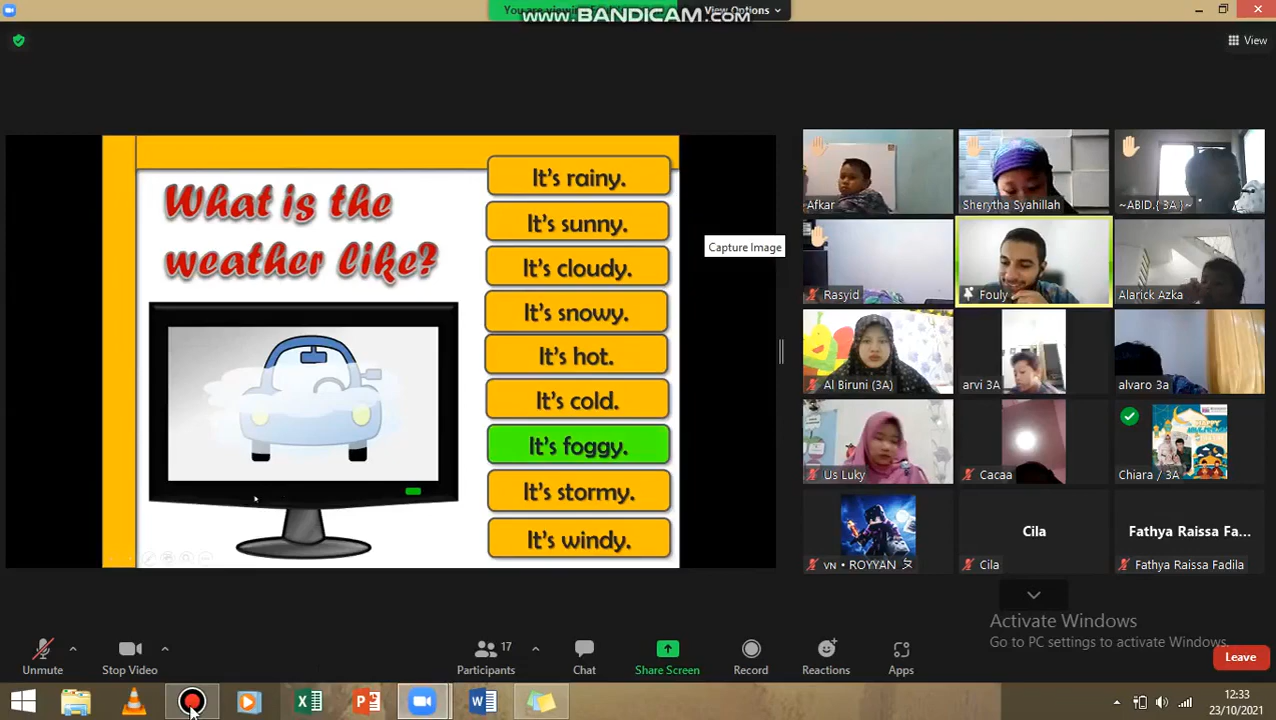 www.BANDICAM.com
You are viewing
View Options
View
What is the
weather like?
It's rainy.
It's sunny.
It's cloudy.
It's snowy.
It's hot.
It's cold.
It's foggy.
It's stormy.
It's windy.
Capture Image
Afkar
Sherytha Syahillah
~ABID.{ 3A }~
Rasyid
Fouly
Alarick Azka
Al Biruni (3A)
arvi 3A
alvaro 3a
Us Luky
Cacaa
Chiara / 3A
Cila
Fathya Raissa Fa...
VN • ROYYAN
Cila
Fathya Raissa Fadila
Activate Windows
Go to PC settings to activate Windows.
Unmute
Stop Video
17
Participants
Chat
Share Screen
Record
Reactions
Apps
Leave
12:33
23/10/2021